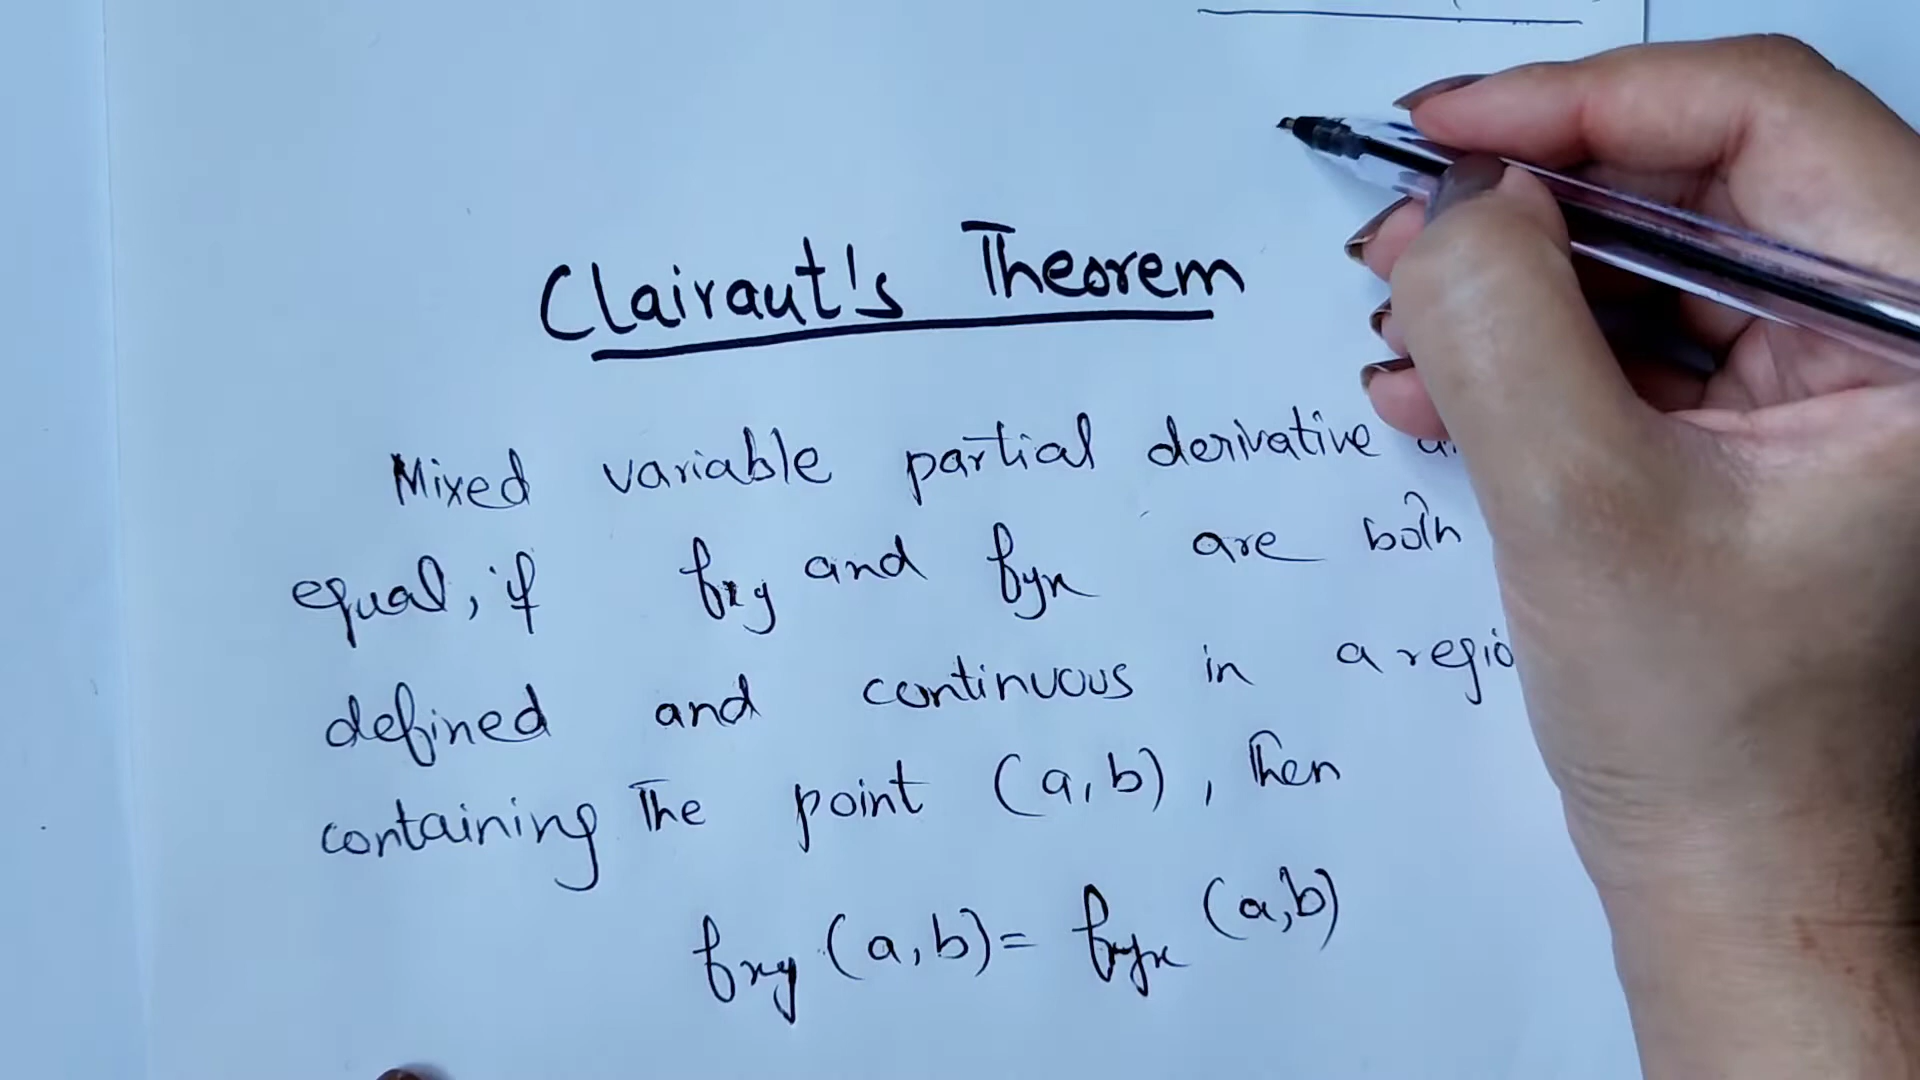 Clairaut's Theorem
Mixed variable partial derivative
equal, if fxy and fyx are both
defined and continuous in a regio
containing The point (a,b), Then
fxy (a,b) = fyx (a,b)